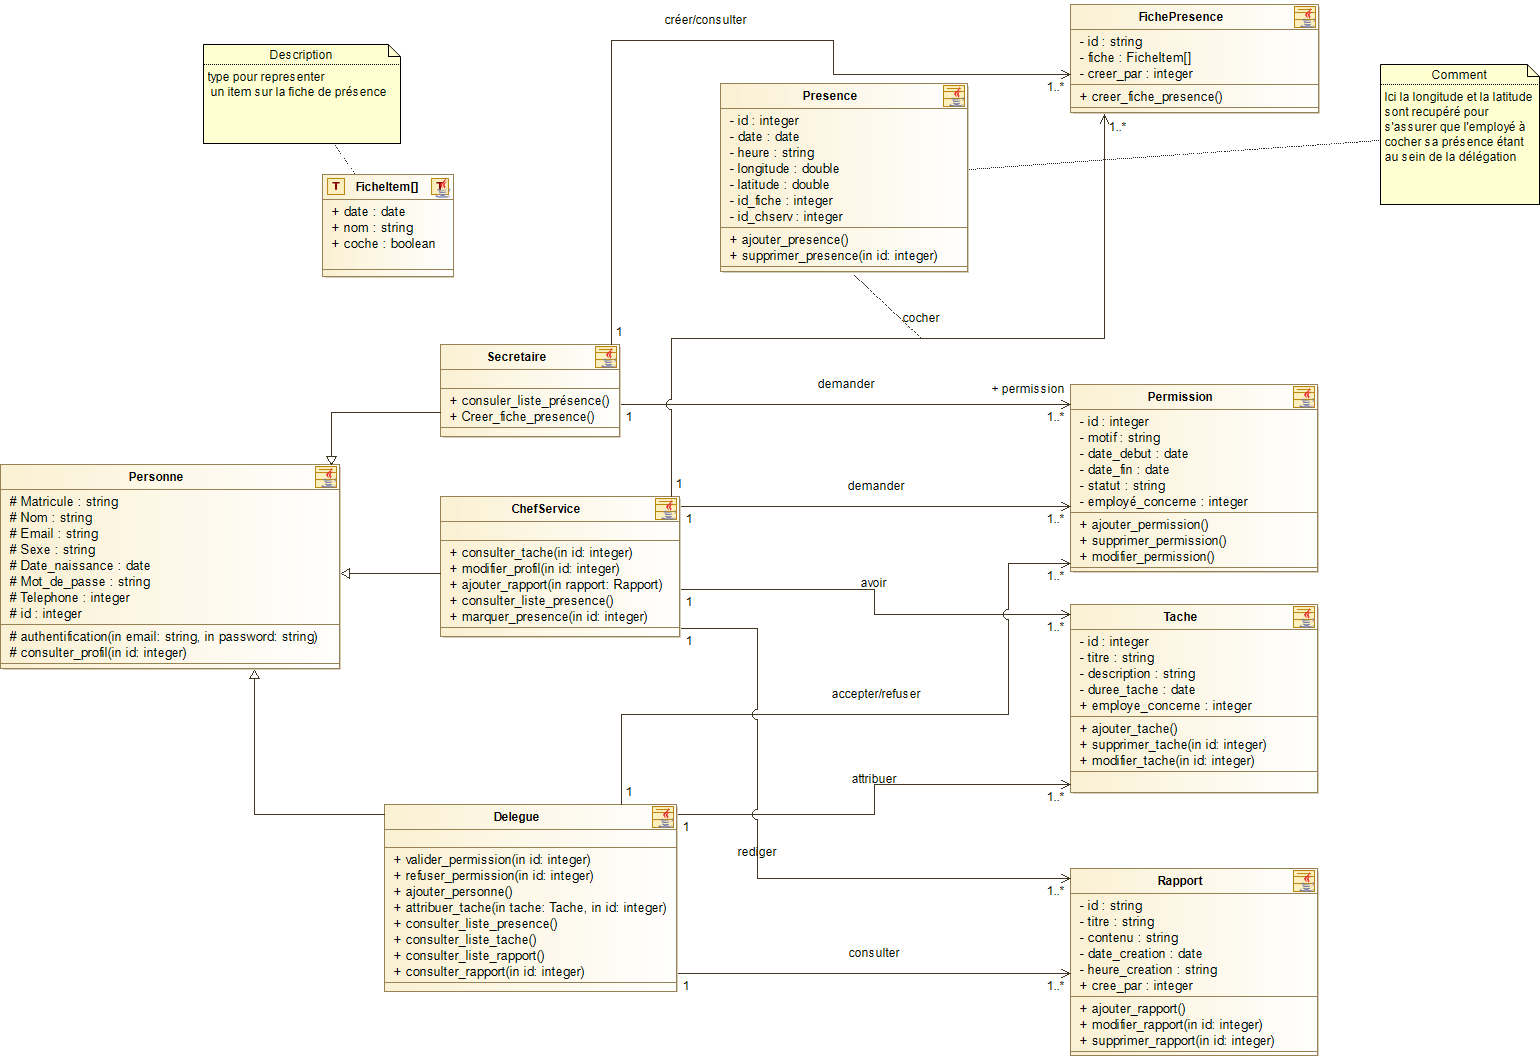 créer/consulter
FichePresence
- id : string
- fiche : FicheItem[]
- creer_par : integer
+ creer_fiche_presence()
1..*
1..*
Description
type pour representer
un item sur la fiche de présence
Comment
Ici la longitude et la latitude
sont recupéré pour
s'assurer que l'employé à
cocher sa présence étant
au sein de la délégation
Presence
- id : integer
- date : date
- heure : string
- longitude : double
- latitude : double
- id_fiche : integer
- id_chserv : integer
+ ajouter_presence()
+ supprimer_presence(in id: integer)
T
FicheItem[]
+ date : date
+ nom : string
+ coche : boolean
cocher
1
Secretaire
+ consuler_liste_présence()
+ Creer_fiche_presence()
demander
+ permission
1
1..*
Permission
- id : integer
- motif : string
- date_debut : date
- date_fin : date
- statut : string
- employé_concerne : integer
+ ajouter_permission()
+ supprimer_permission()
+ modifier_permission()
Personne
# Matricule : string
# Nom : string
# Email : string
# Sexe : string
# Date_naissance : date
# Mot_de_passe : string
# Telephone : integer
# id : integer
# authentification(in email: string, in password: string)
# consulter_profil(in id: integer)
1
demander
1
1..*
ChefService
+ consulter_tache(in id: integer)
+ modifier_profil(in id: integer)
+ ajouter_rapport(in rapport: Rapport)
+ consulter_liste_presence()
+ marquer_presence(in id: integer)
1..*
avoir
1
1..*
1
Tache
- id : integer
- titre : string
- description : string
- duree_tache : date
+ employe_concerne : integer
+ ajouter_tache()
+ supprimer_tache(in id: integer)
+ modifier_tache(in id: integer)
accepter/refuser
1
attribuer
1
1..*
Delegue
+ valider_permission(in id: integer)
+ refuser_permission(in id: integer)
+ ajouter_personne()
+ attribuer_tache(in tache: Tache, in id: integer)
+ consulter_liste_presence()
+ consulter_liste_tache()
+ consulter_liste_rapport()
+ consulter_rapport(in id: integer)
rediger
1..*
consulter
1
1..*
Rapport
- id : string
- titre : string
- contenu : string
- date_creation : date
- heure_creation : string
+ cree_par : integer
+ ajouter_rapport()
+ modifier_rapport(in id: integer)
+ supprimer_rapport(in id: integer)